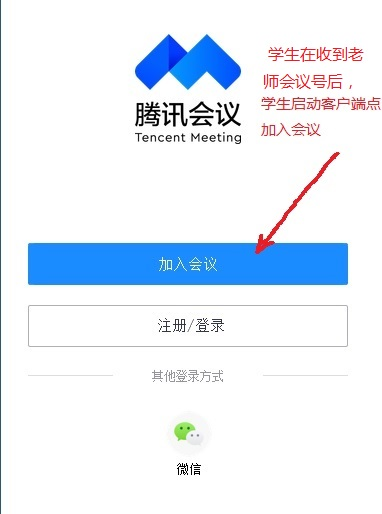 学生在收到老
师会议号后，
学生启动客户端点
加入会议
腾讯会议
Tencent Meeting
加入会议
注册/登录
其他登录方式
微信